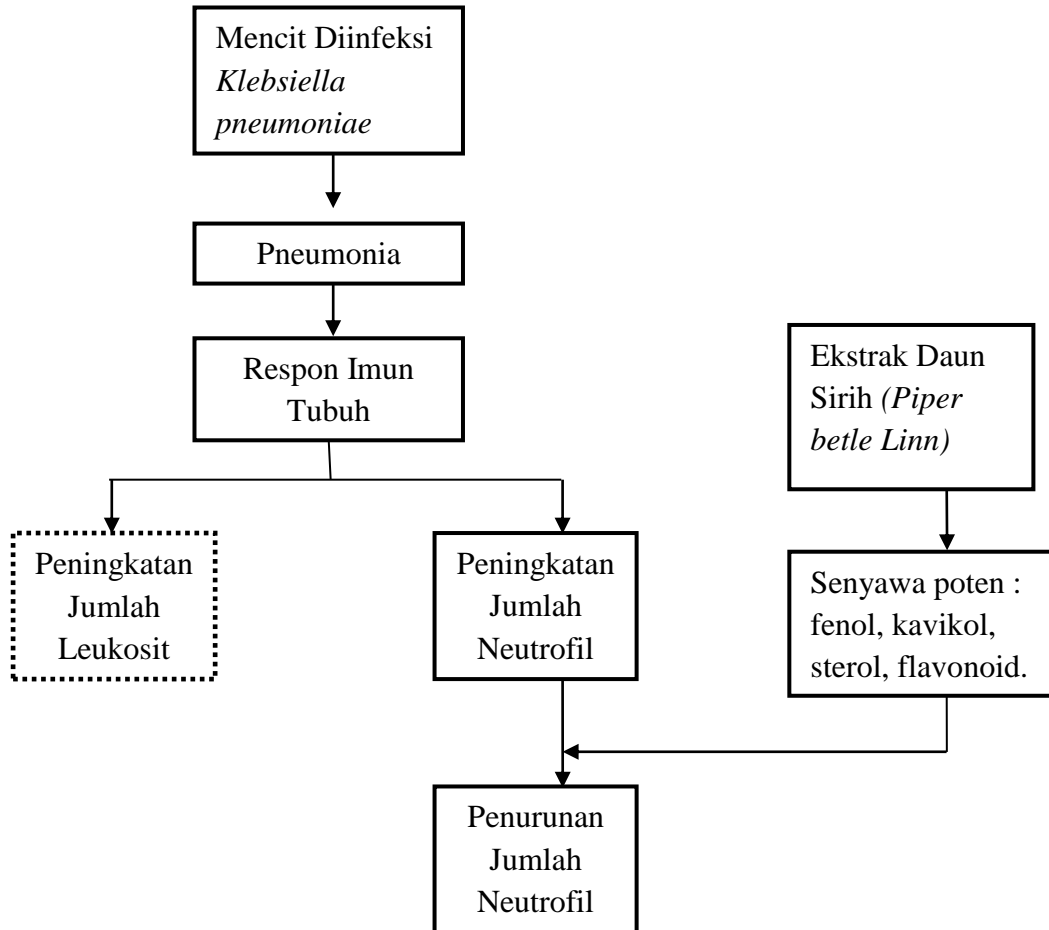 Mencit Diinfeksi
Klebsiella
pneumoniae
Pneumonia
Respon Imun
Tubuh
Ekstrak Daun
Sirih (Piper
betle Linn)
Peningkatan
Jumlah
Leukosit
Peningkatan
Jumlah
Neutrofil
Senyawa poten :
fenol, kavikol,
sterol, flavonoid.
Penurunan
Jumlah
Neutrofil